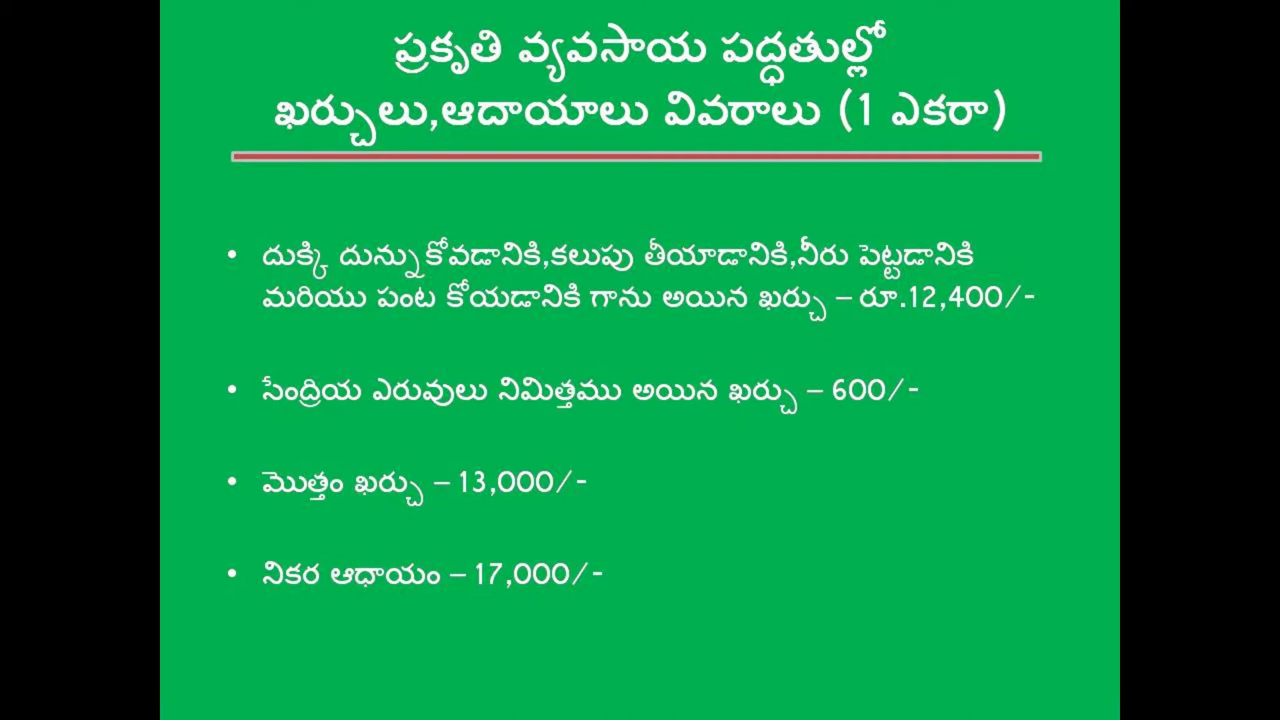 ప్రకృతి వ్యవసాయ పద్ధతుల్లో
ఖర్చులు,ఆదాయాలు వివరాలు (1 ఎకరా)
• దుక్కి దున్నుకోవడానికి,కలుపు తీయాడానికి,నీరు పెట్టడానికి
మరియు పంట కోయడానికి గాను అయిన ఖర్చు – రూ.12,400/-
• సేంద్రియ ఎరువులు నిమిత్తము అయిన ఖర్చు – 600/-
• మొత్తం ఖర్చు – 13,000/-
• నికర ఆధాయం – 17,000/-